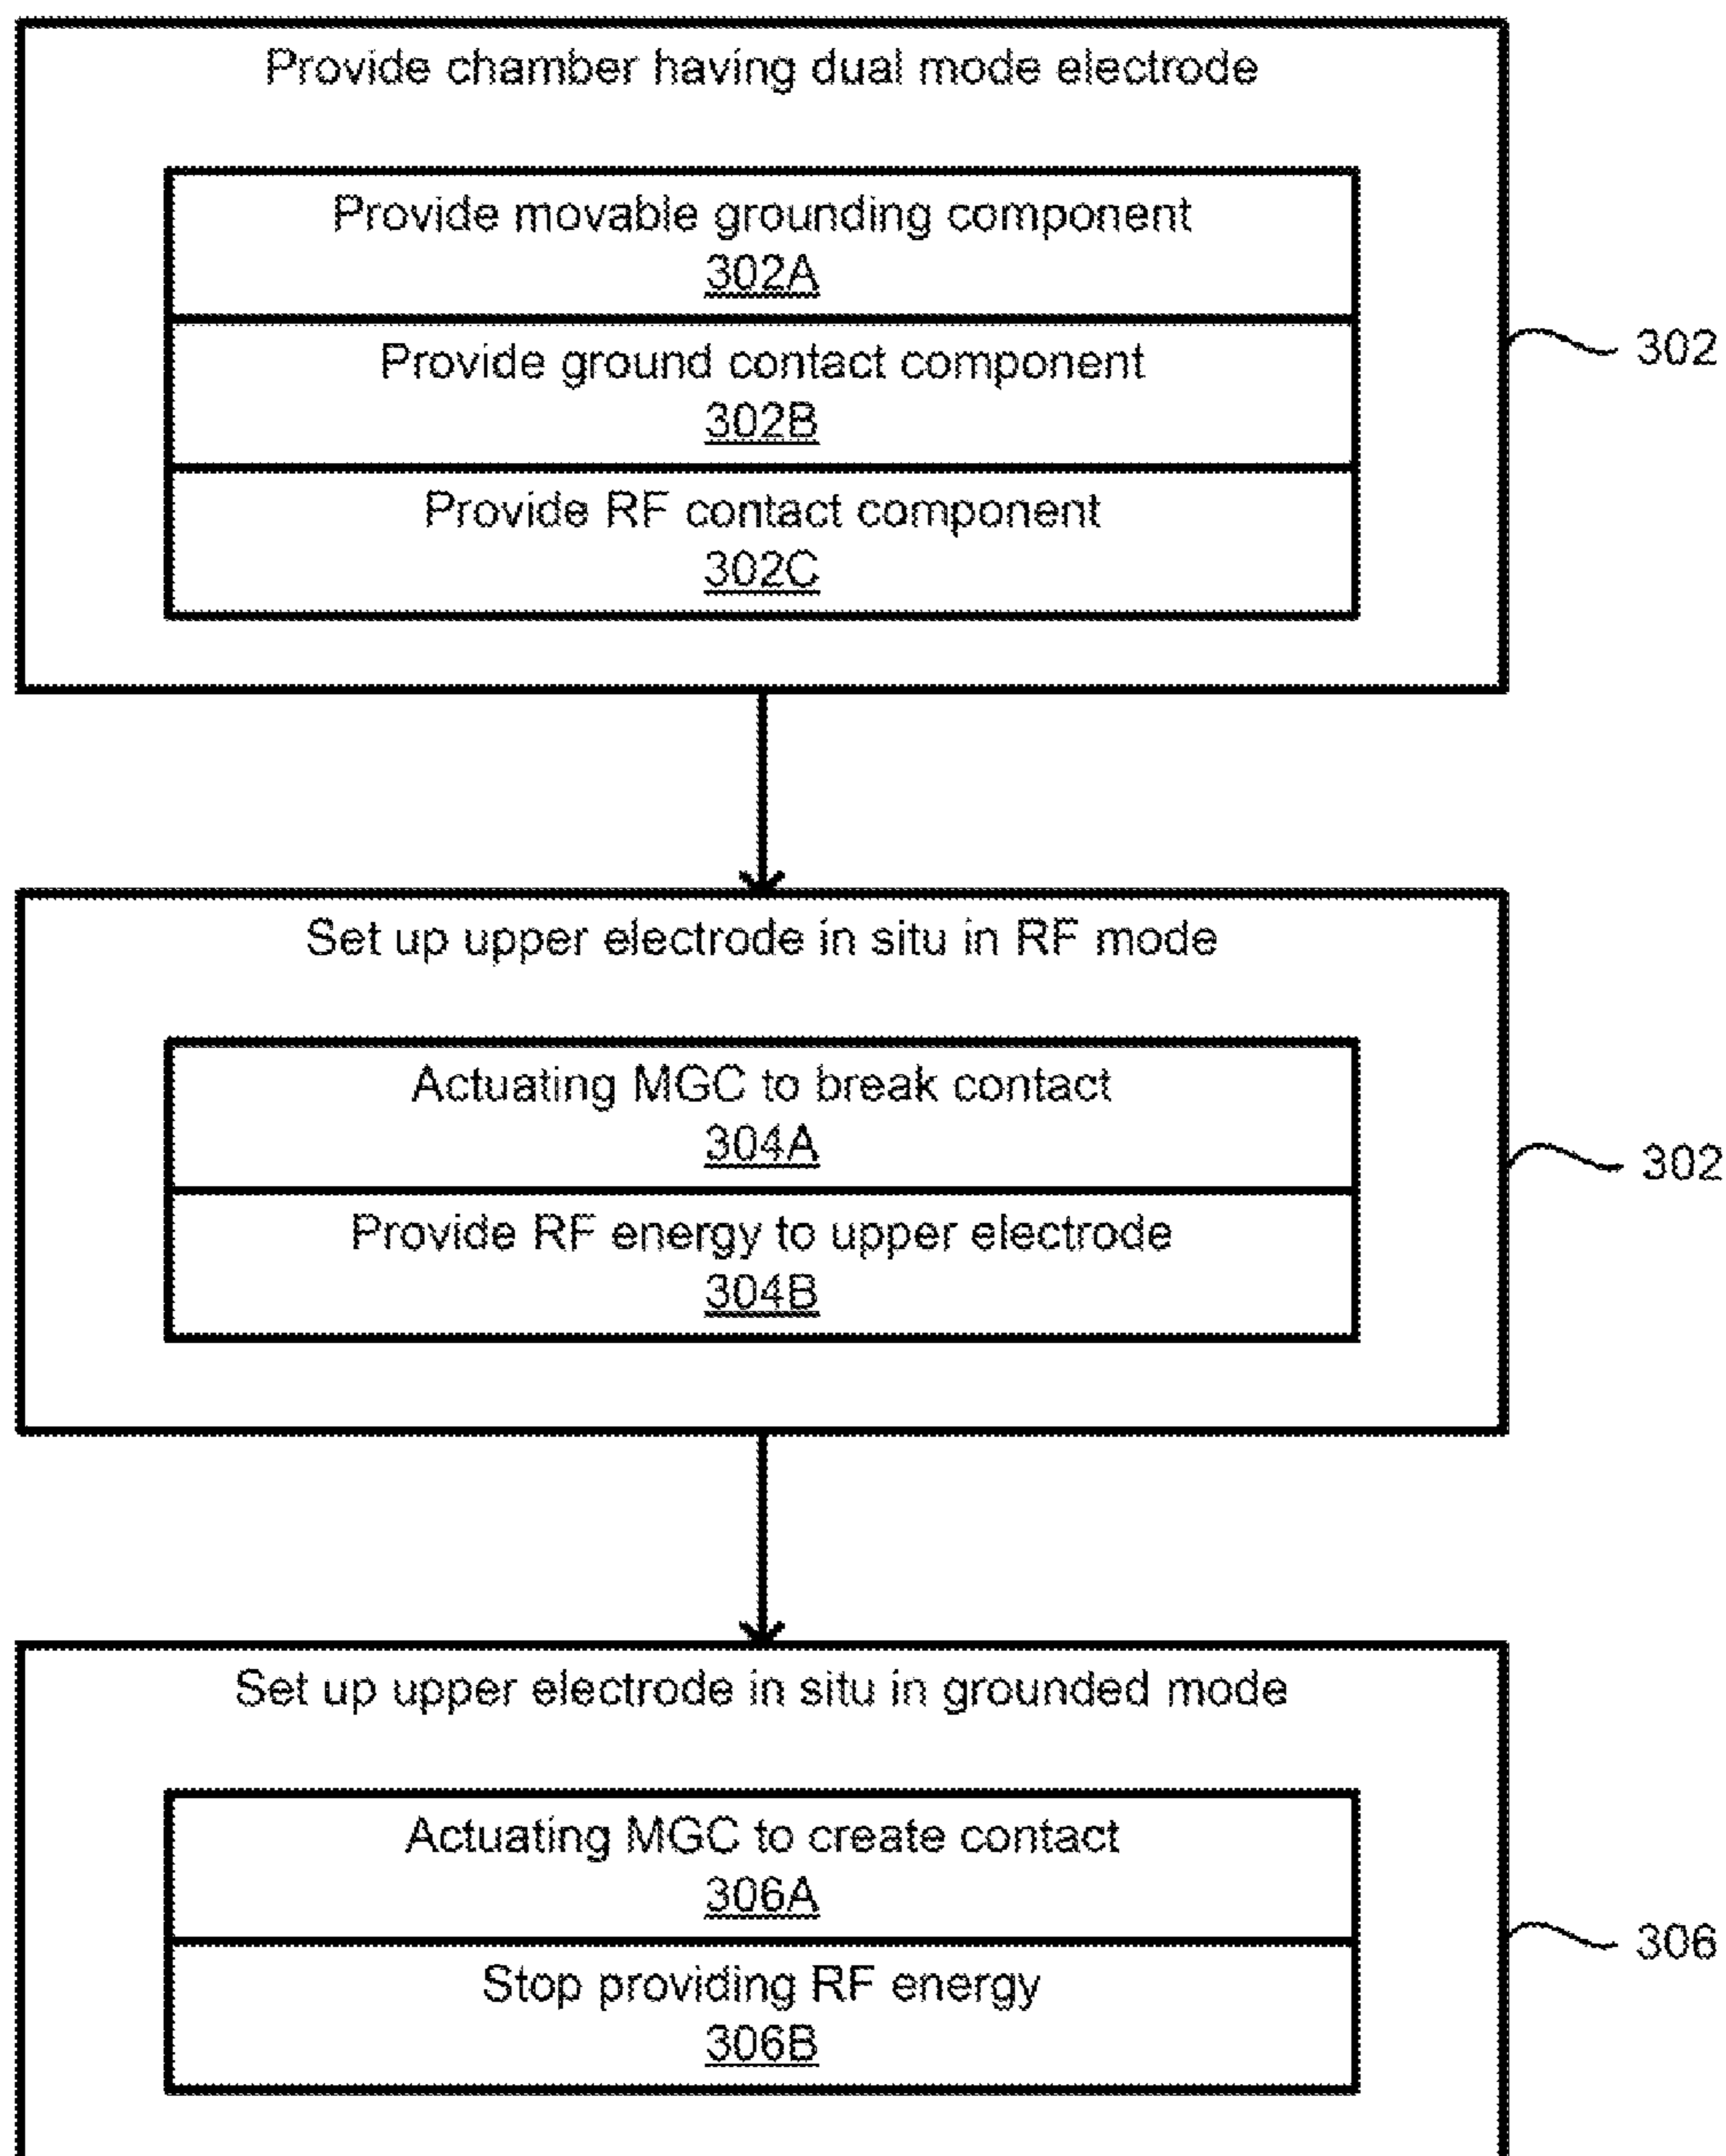 Provide chamber having dual mode electrode
Provide movable grounding component
302A
Provide ground contact component
302B
Provide RF contact component
302C
302
Set up upper electrode in situ in RF mode
Actuating MGC to break contact
304A
Provide RF energy to upper electrode
304B
302
Set up upper electrode in situ in grounded mode
Actuating MGC to create contact
306A
Stop providing RF energy
306B
306